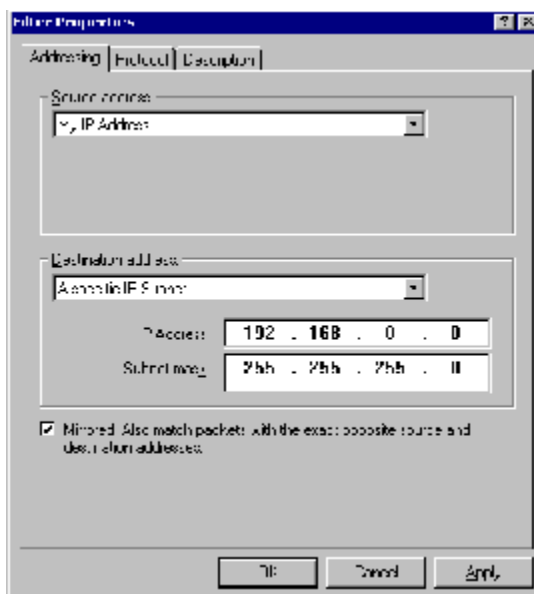 Filter Properties
Addressing Protocol Description
Source address:
My IP Address
Destination address:
A specific IP Subnet
IP Address: 192 . 168 . 0 . 0
Subnet mask: 255 . 255 . 255 . 0
Mirrored. Also match packets with the exact opposite source and
destination addresses.
OK Cancel Apply